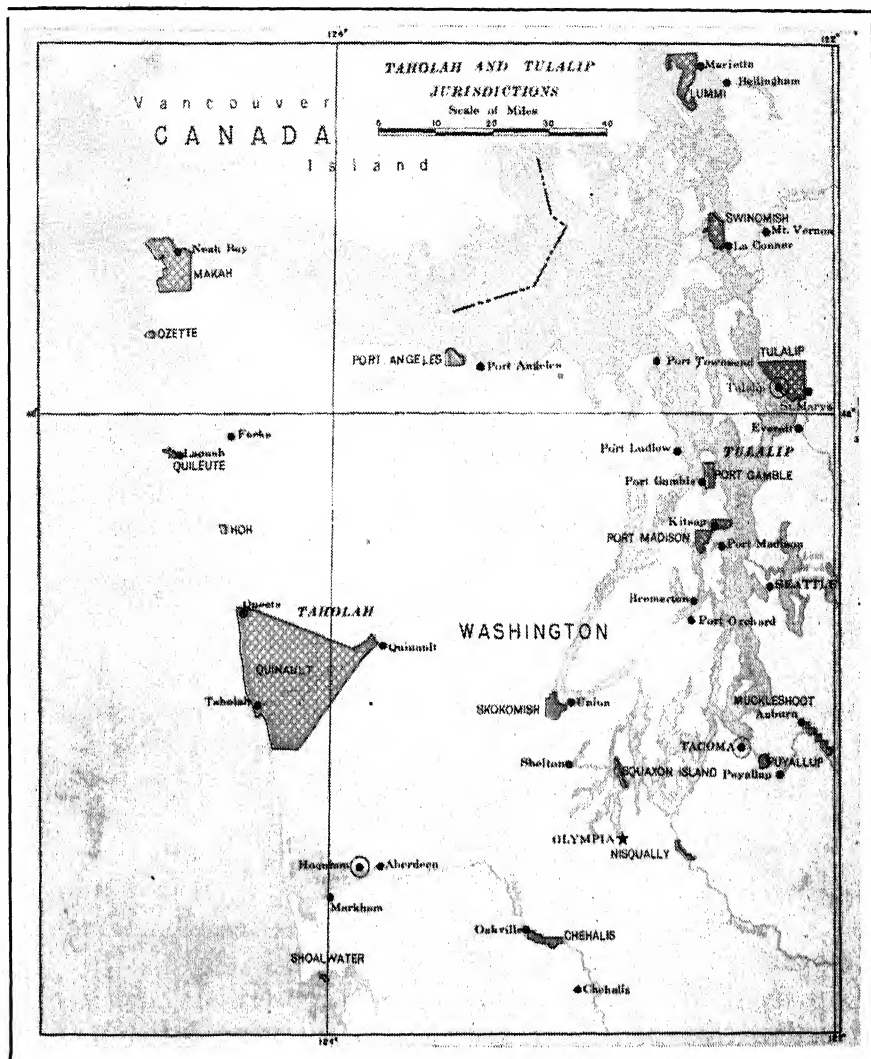 124° 122°
TAHOLAH AND TULALIP
JURISDICTIONS
Scale of Miles
0 10 20 30 40
Vancouver
CANADA
Island
Marietta
Bellingham
LUMMI
SWINOMISH
Mt. Vernon
La Conner
Neah Bay
MAKAH
OZETTE
PORT ANGELES
Port Angeles
Port Townsend
TULALIP
Tulalip
St. Marys
48° 48°
Everett
Forks
Lapush
QUILEUTE
Port Ludlow
TULALIP
Port Gamble
PORT GAMBLE
HOH
Kitsap
PORT MADISON
Port Madison
SEATTLE
Queets
TAHOLAH
Bremerton
Port Orchard
WASHINGTON
Quinault
QUINAULT
Taholah
SKOKOMISH
Union
MUCKLESHOOT
Auburn
TACOMA
Shelton
SQUAXON ISLAND
PUYALLUP
Puyallup
OLYMPIA
NISQUALLY
Hoquiam
Aberdeen
Markham
Oakville
CHEHALIS
SHOALWATER
Chehalis
124° 122°